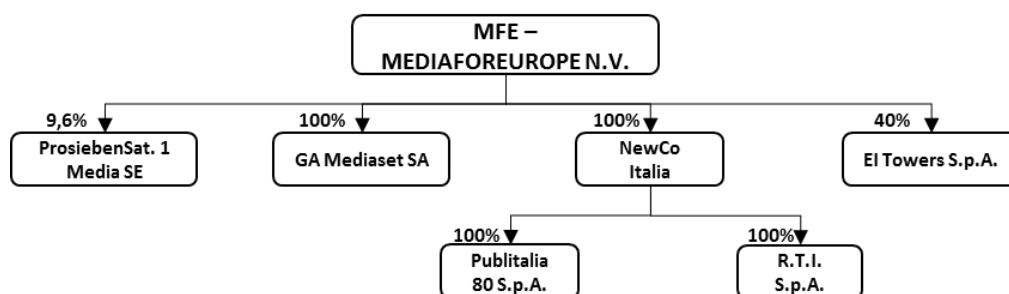 MFE –
MEDIAFOREUROPE N.V.
9,6%
100%
100%
40%
ProsiebenSat. 1
Media SE
GA Mediaset SA
NewCo
Italia
EI Towers S.p.A.
100%
100%
Publitalia
80 S.p.A.
R.T.I.
S.p.A.